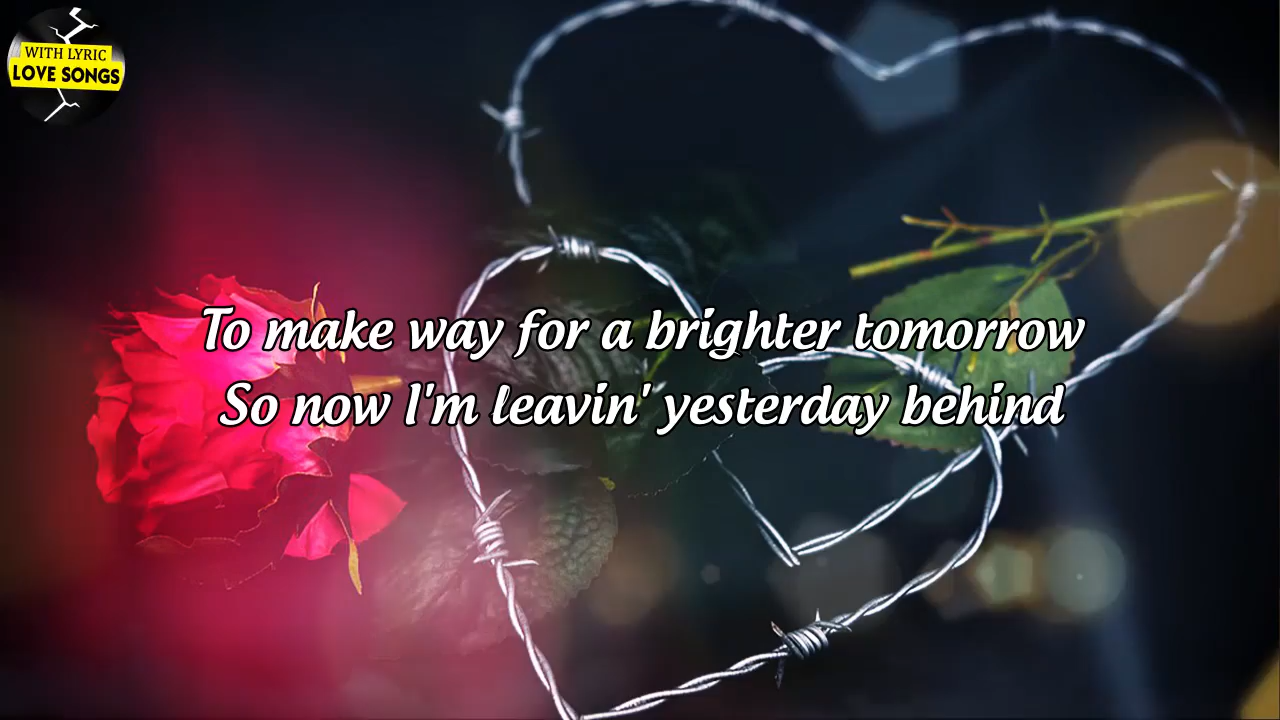 WITH LYRIC
LOVE SONGS
To make way for a brighter tomorrow
So now I'm leavin' yesterday behind